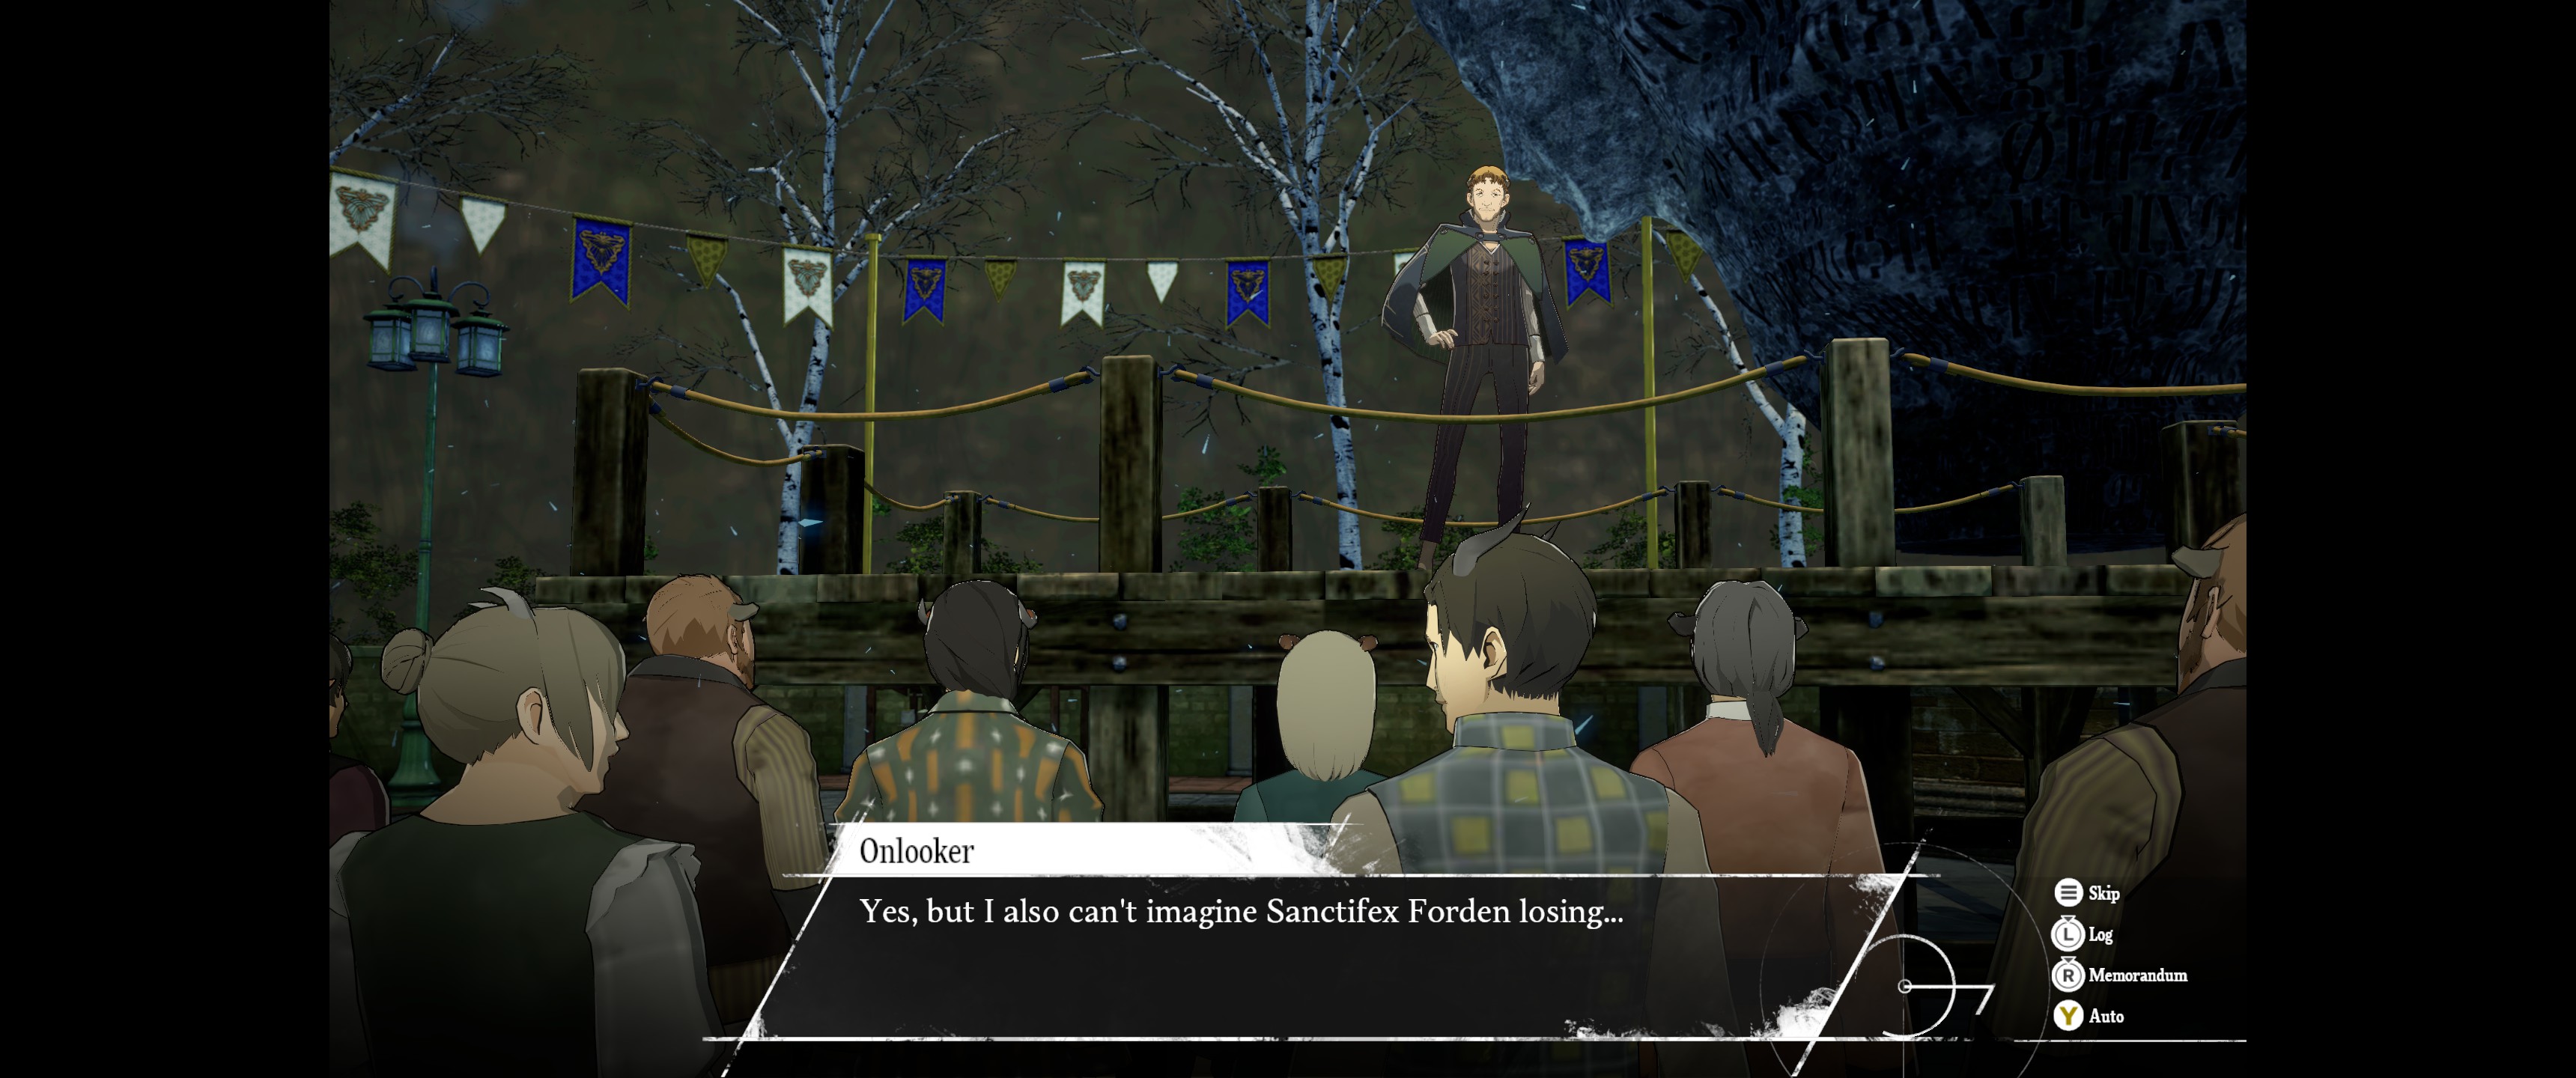 Onlooker
Yes, but I also can't imagine Sanctifex Forden losing...
Skip
L Log
R Memorandum
Y Auto